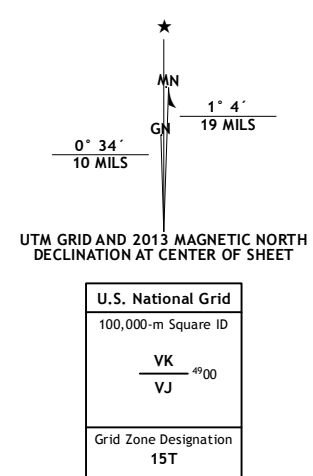 ★
MN
1° 4´
19 MILS
GN
0° 34´
10 MILS
UTM GRID AND 2013 MAGNETIC NORTH
DECLINATION AT CENTER OF SHEET
U.S. National Grid
100,000-m Square ID
VK
4900
VJ
Grid Zone Designation
15T